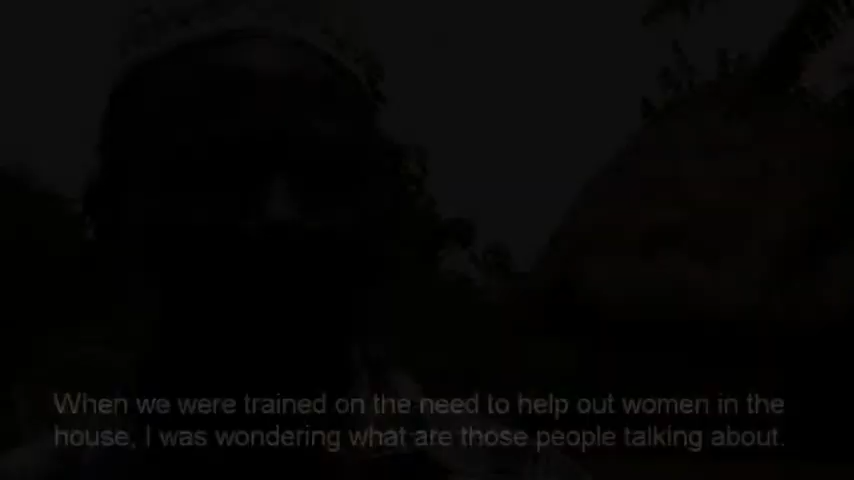 When we were trained on the need to help out women in the
house, I was wondering what are those people talking about.